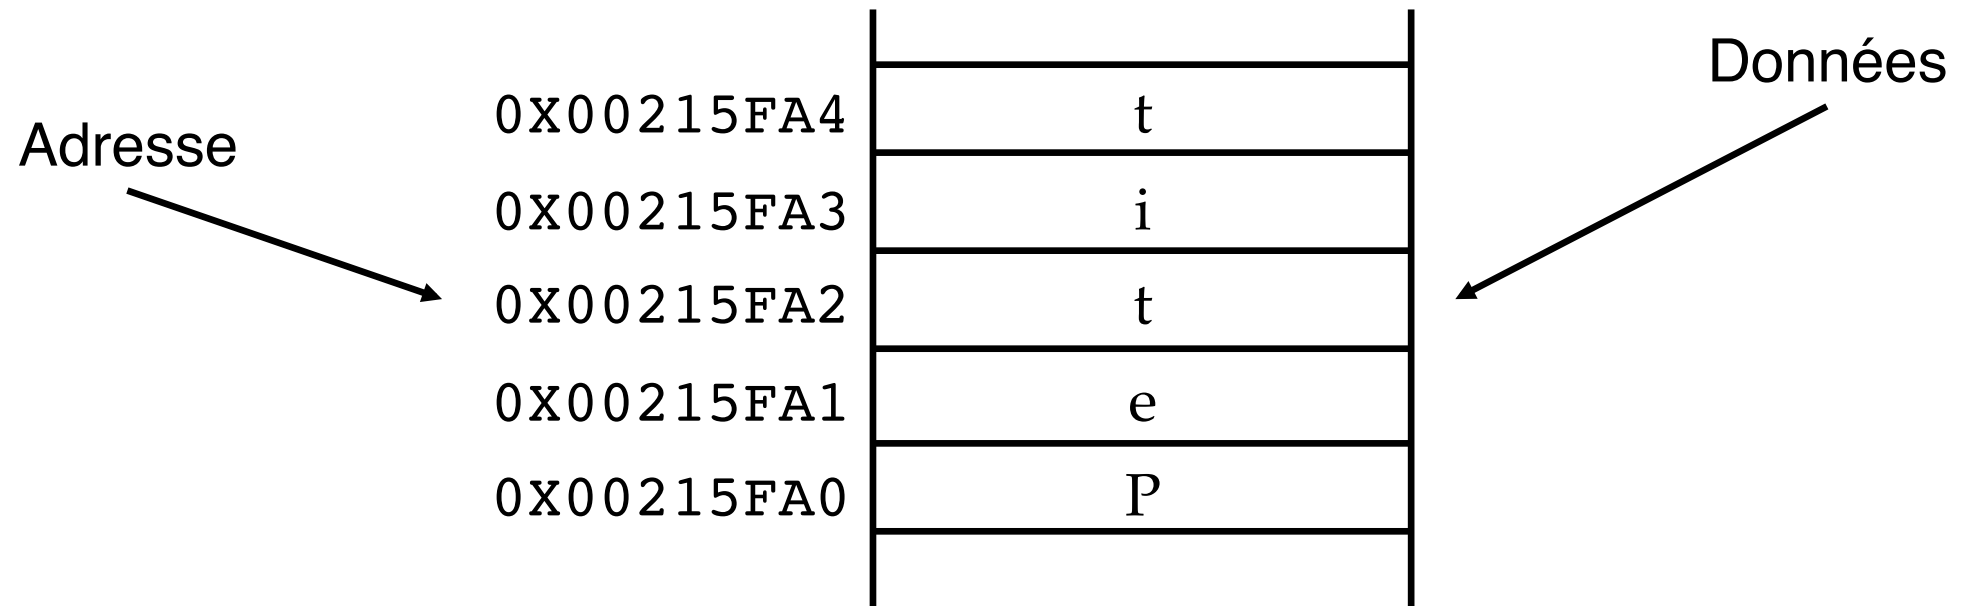 Données
Adresse
0X00215FA4 t
0X00215FA3 i
0X00215FA2 t
0X00215FA1 e
0X00215FA0 P